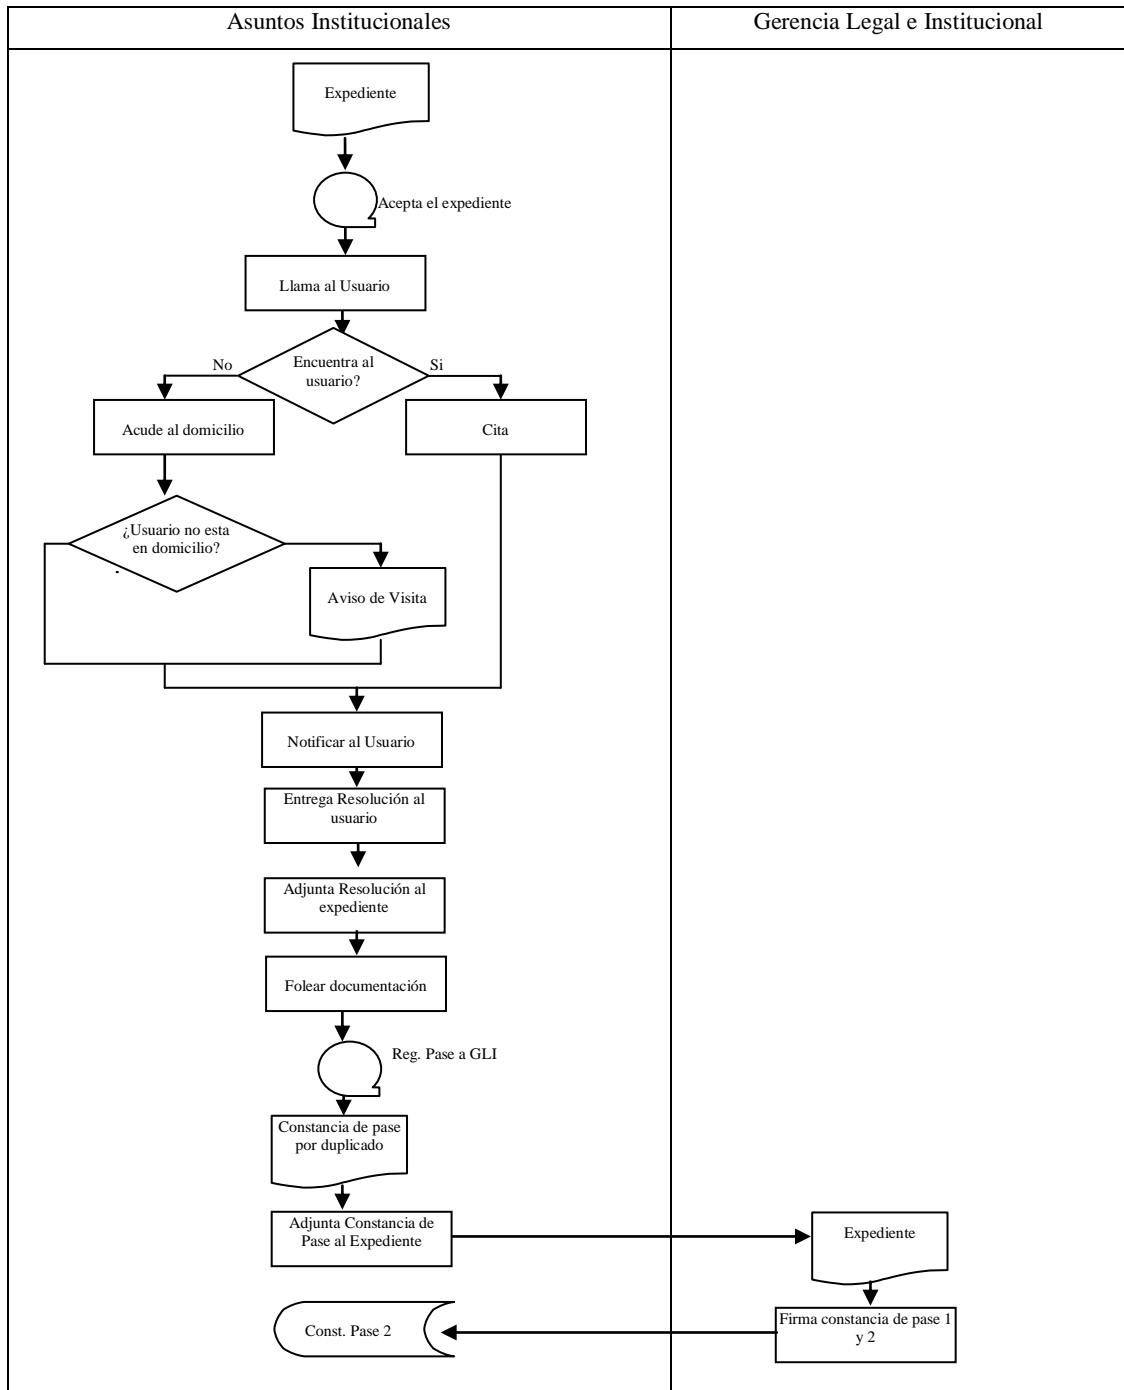 Asuntos Institucionales
Gerencia Legal e Institucional
Expediente
Acepta el expediente
Llama al Usuario
No
Encuentra al
usuario?
Si
Acude al domicilio
Cita
¿Usuario no esta
en domicilio?
.
Aviso de Visita
Notificar al Usuario
Entrega Resolución al
usuario
Adjunta Resolución al
expediente
Folear documentación
Reg. Pase a GLI
Constancia de pase
por duplicado
Adjunta Constancia de
Pase al Expediente
Expediente
Firma constancia de pase 1
y 2
Const. Pase 2